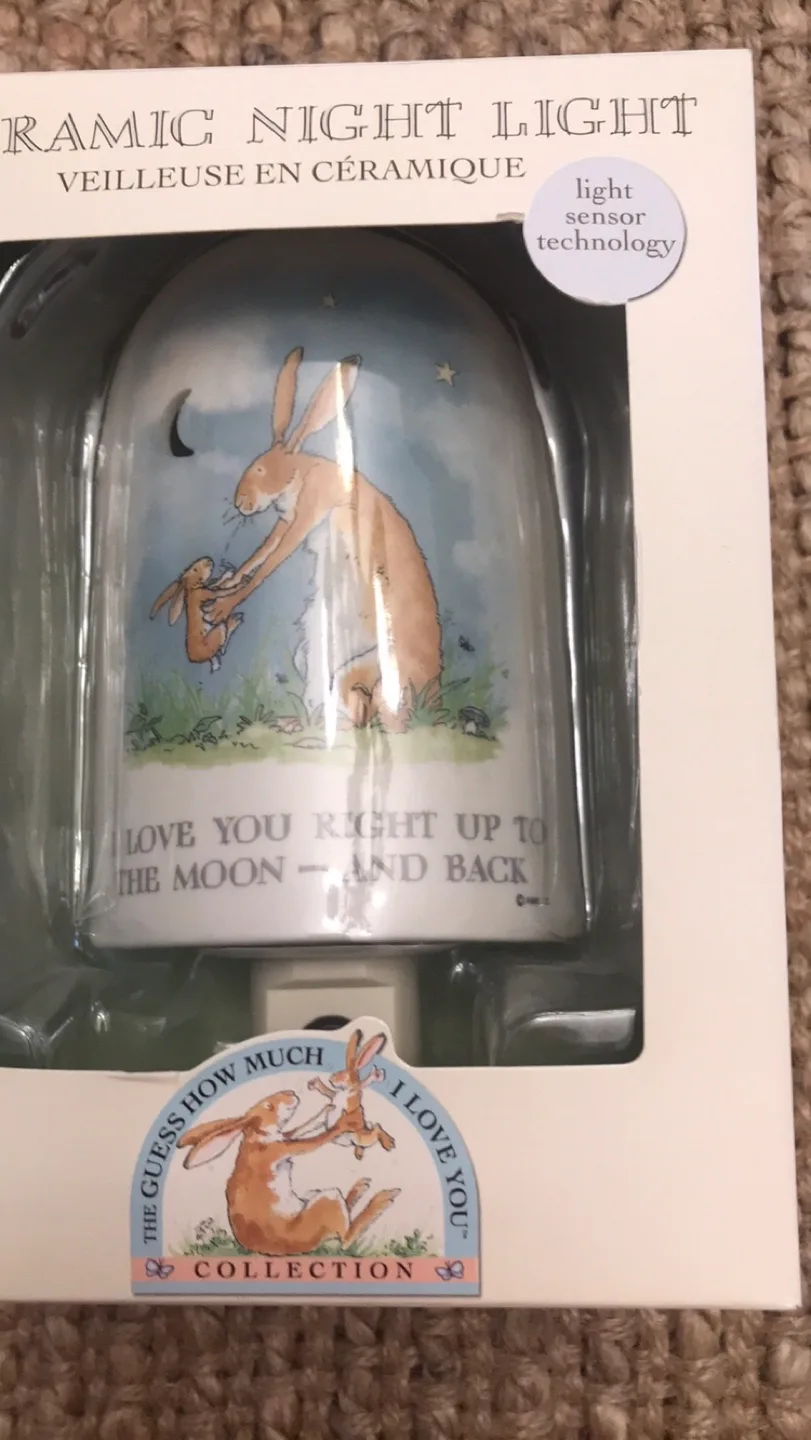 RAMIC NIGHT LIGHT
VEILLEUSE EN CÉRAMIQUE
light
sensor
technology
I LOVE YOU RIGHT UP TO
THE MOON — AND BACK
THE GUESS HOW MUCH I LOVE YOU™
COLLECTION